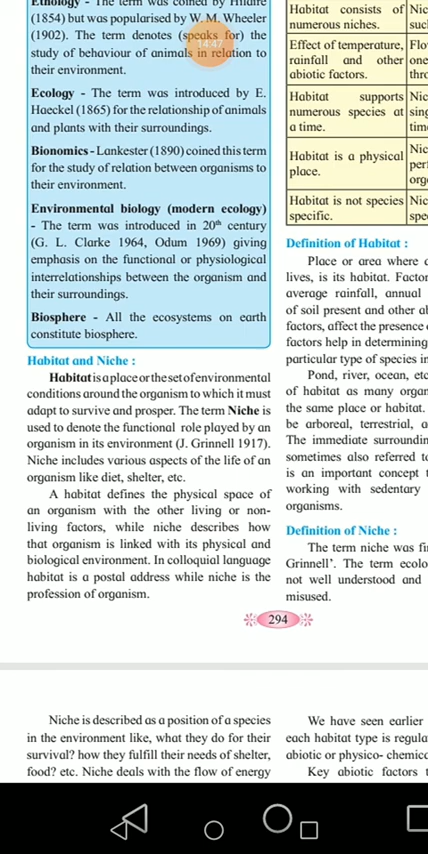 Ethology - The term was coined by Hilaire
(1854) but was popularised by W. M. Wheeler
(1902). The term denotes (speaks for) the
14:47
study of behaviour of animals in relation to
their environment.
Ecology - The term was introduced by E.
Haeckel (1865) for the relationship of animals
and plants with their surroundings.
Bionomics - Lankester (1890) coined this term
for the study of relation between organisms to
their environment.
Environmental biology (modern ecology)
- The term was introduced in 20th century
(G. L. Clarke 1964, Odum 1969) giving
emphasis on the functional or physiological
interrelationships between the organism and
their surroundings.
Biosphere - All the ecosystems on earth
constitute biosphere.
Habitat and Niche :
Habitat is a place or the set of environmental
conditions around the organism to which it must
adapt to survive and prosper. The term Niche is
used to denote the functional role played by an
organism in its environment (J. Grinnell 1917).
Niche includes various aspects of the life of an
organism like diet, shelter, etc.
A habitat defines the physical space of
an organism with the other living or non-
living factors, while niche describes how
that organism is linked with its physical and
biological environment. In colloquial language
habitat is a postal address while niche is the
profession of organism.
Habitat consists of
numerous niches.
Effect of temperature,
rainfall and other
abiotic factors.
Habitat supports
numerous species at
a time.
Habitat is a physical
place.
Habitat is not species
specific.
Definition of Habitat :
Place or area where
lives, is its habitat. Factor
average rainfall, annual
of soil present and other
factors, affect the presence
factors help in determining
particular type of species in
Pond, river, ocean, etc
of habitat as many organ
the same place or habitat.
be arboreal, terrestrial, a
The immediate surroundin
sometimes also referred to
is an important concept
working with sedentary
organisms.
Definition of Niche :
The term niche was
Grinnell'. The term ecolo
not well understood and
misused.
294
Niche is described as a position of a species
in the environment like, what they do for their
survival? how they fulfill their needs of shelter,
food? etc. Niche deals with the flow of energy
We have seen earlier
each habitat type is regula
abiotic or physico- chemic
Key abiotic factors